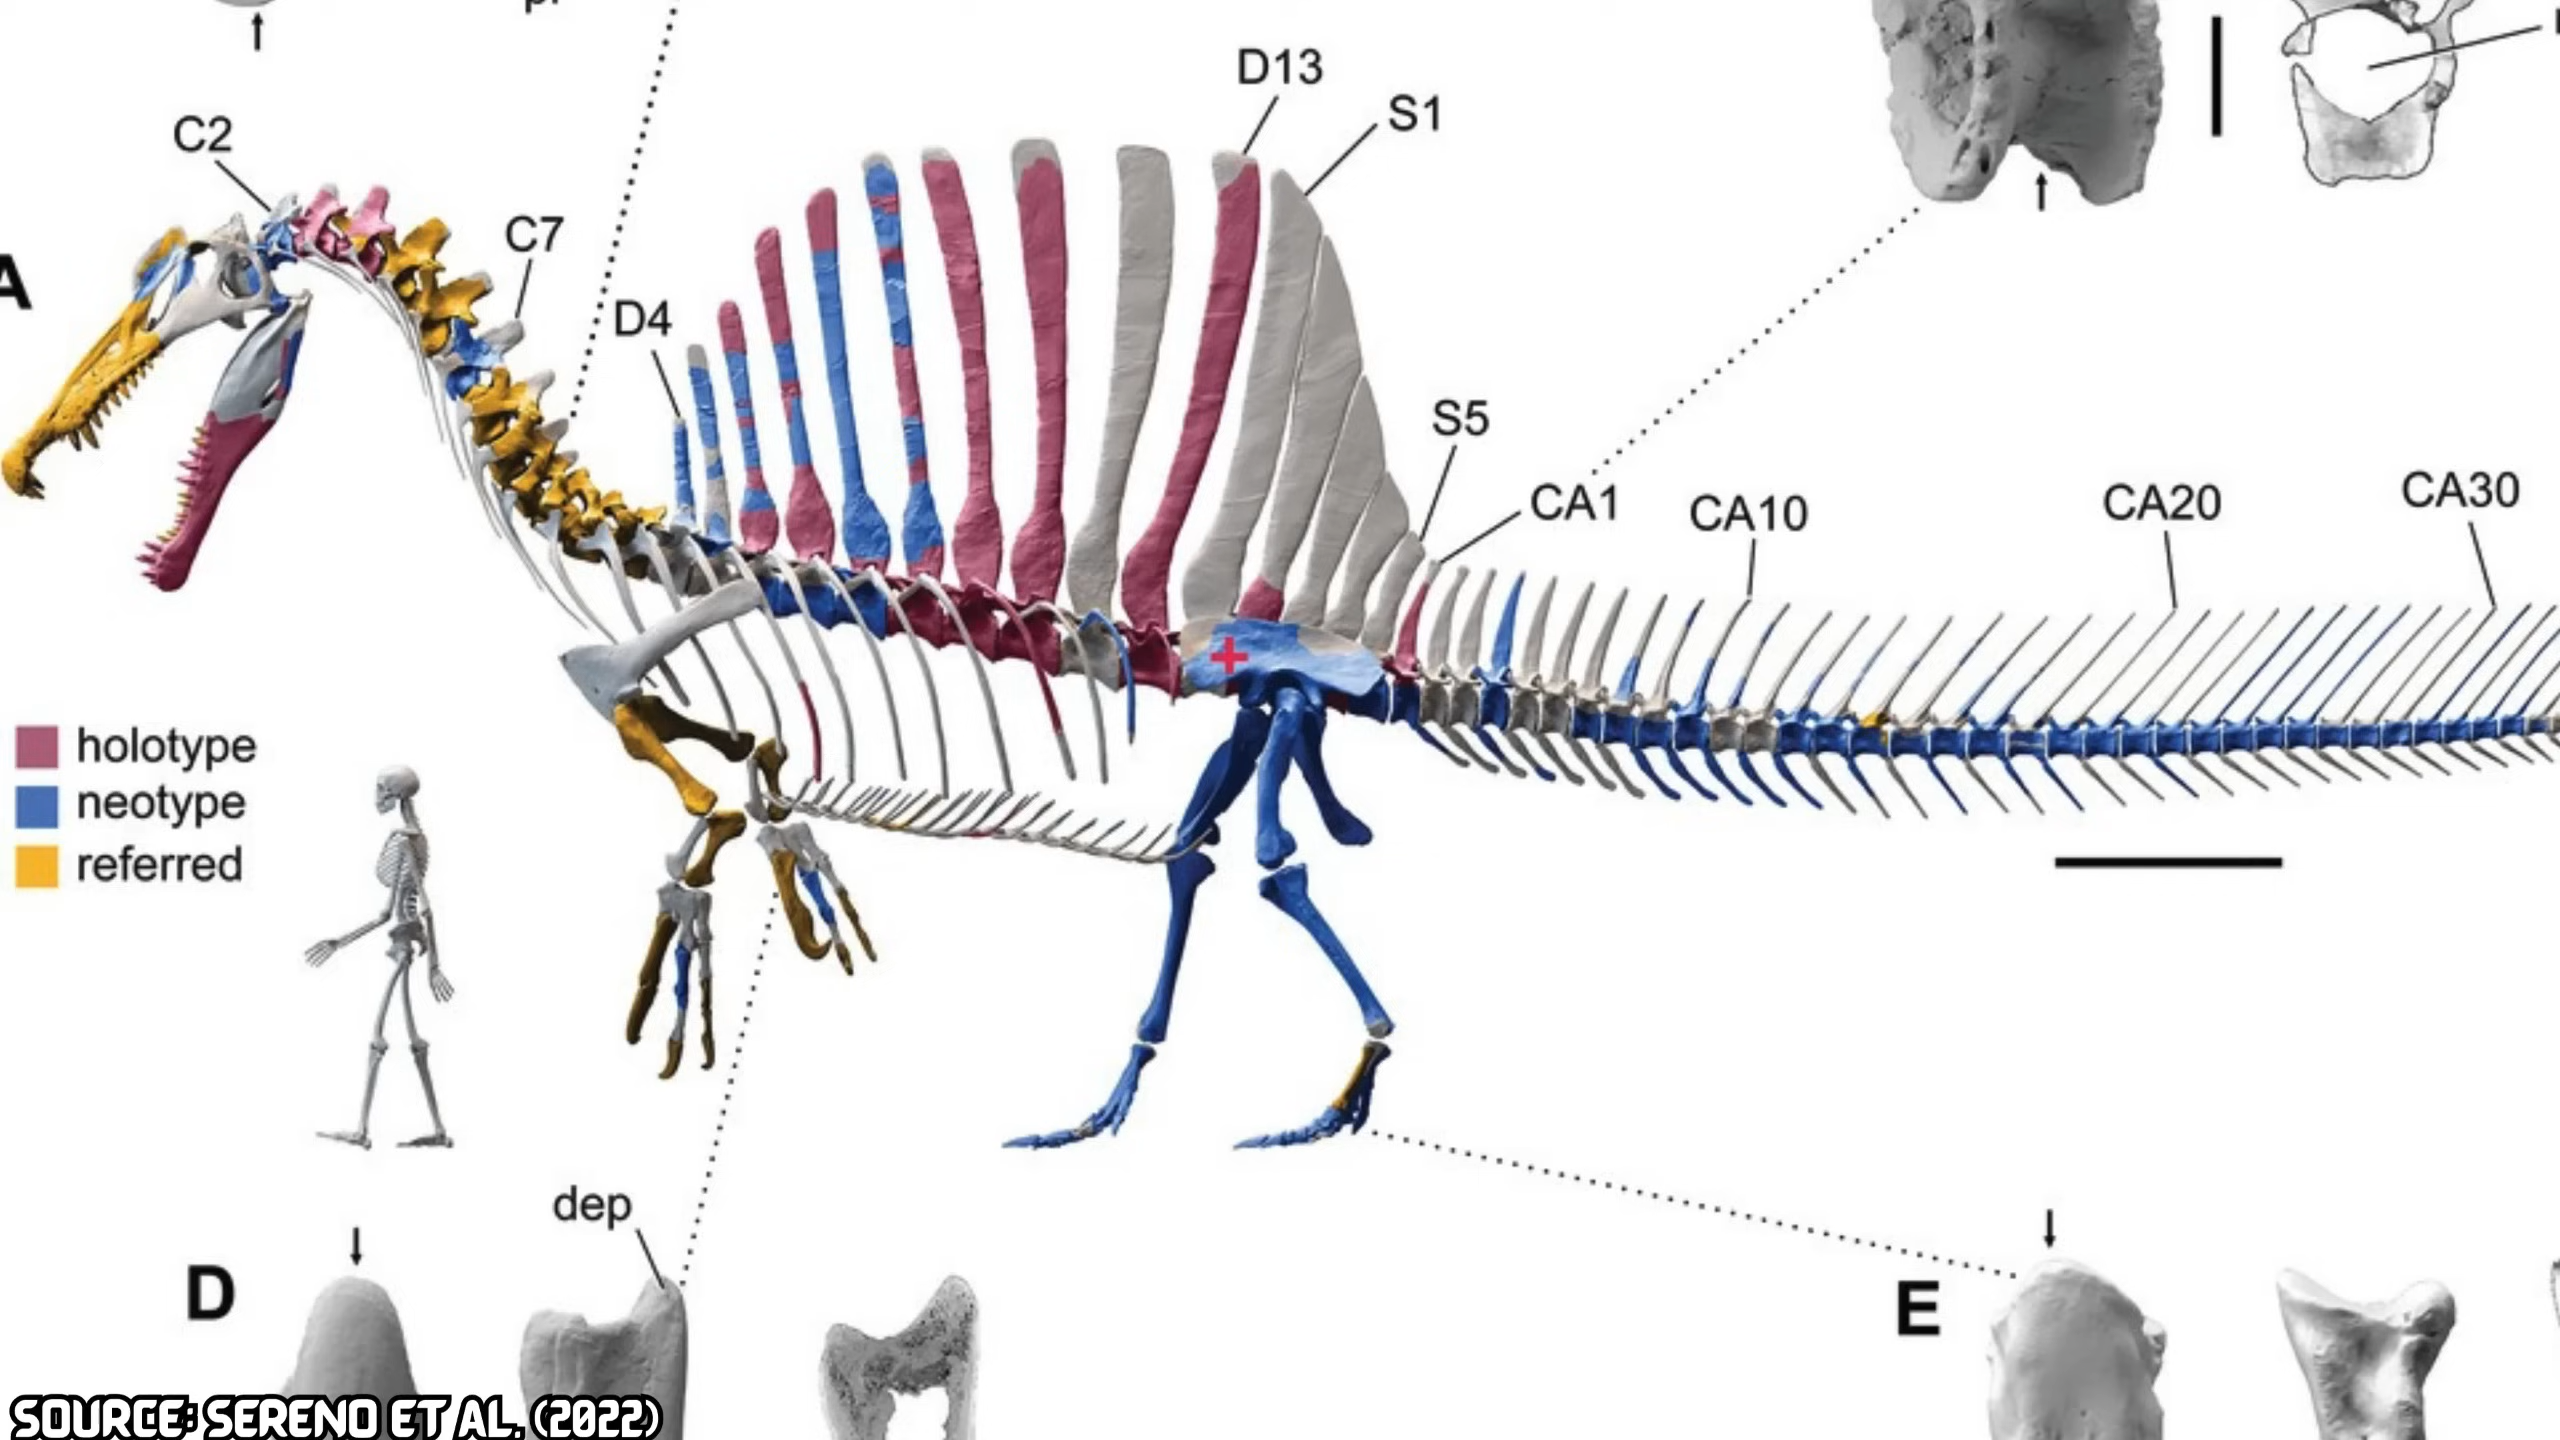 D13
S1
C2
C7
A
D4
S5
CA1
CA10
CA20
CA30
holotype
neotype
referred
dep
D
E
SOURCE: SERENO ET AL. (2022)